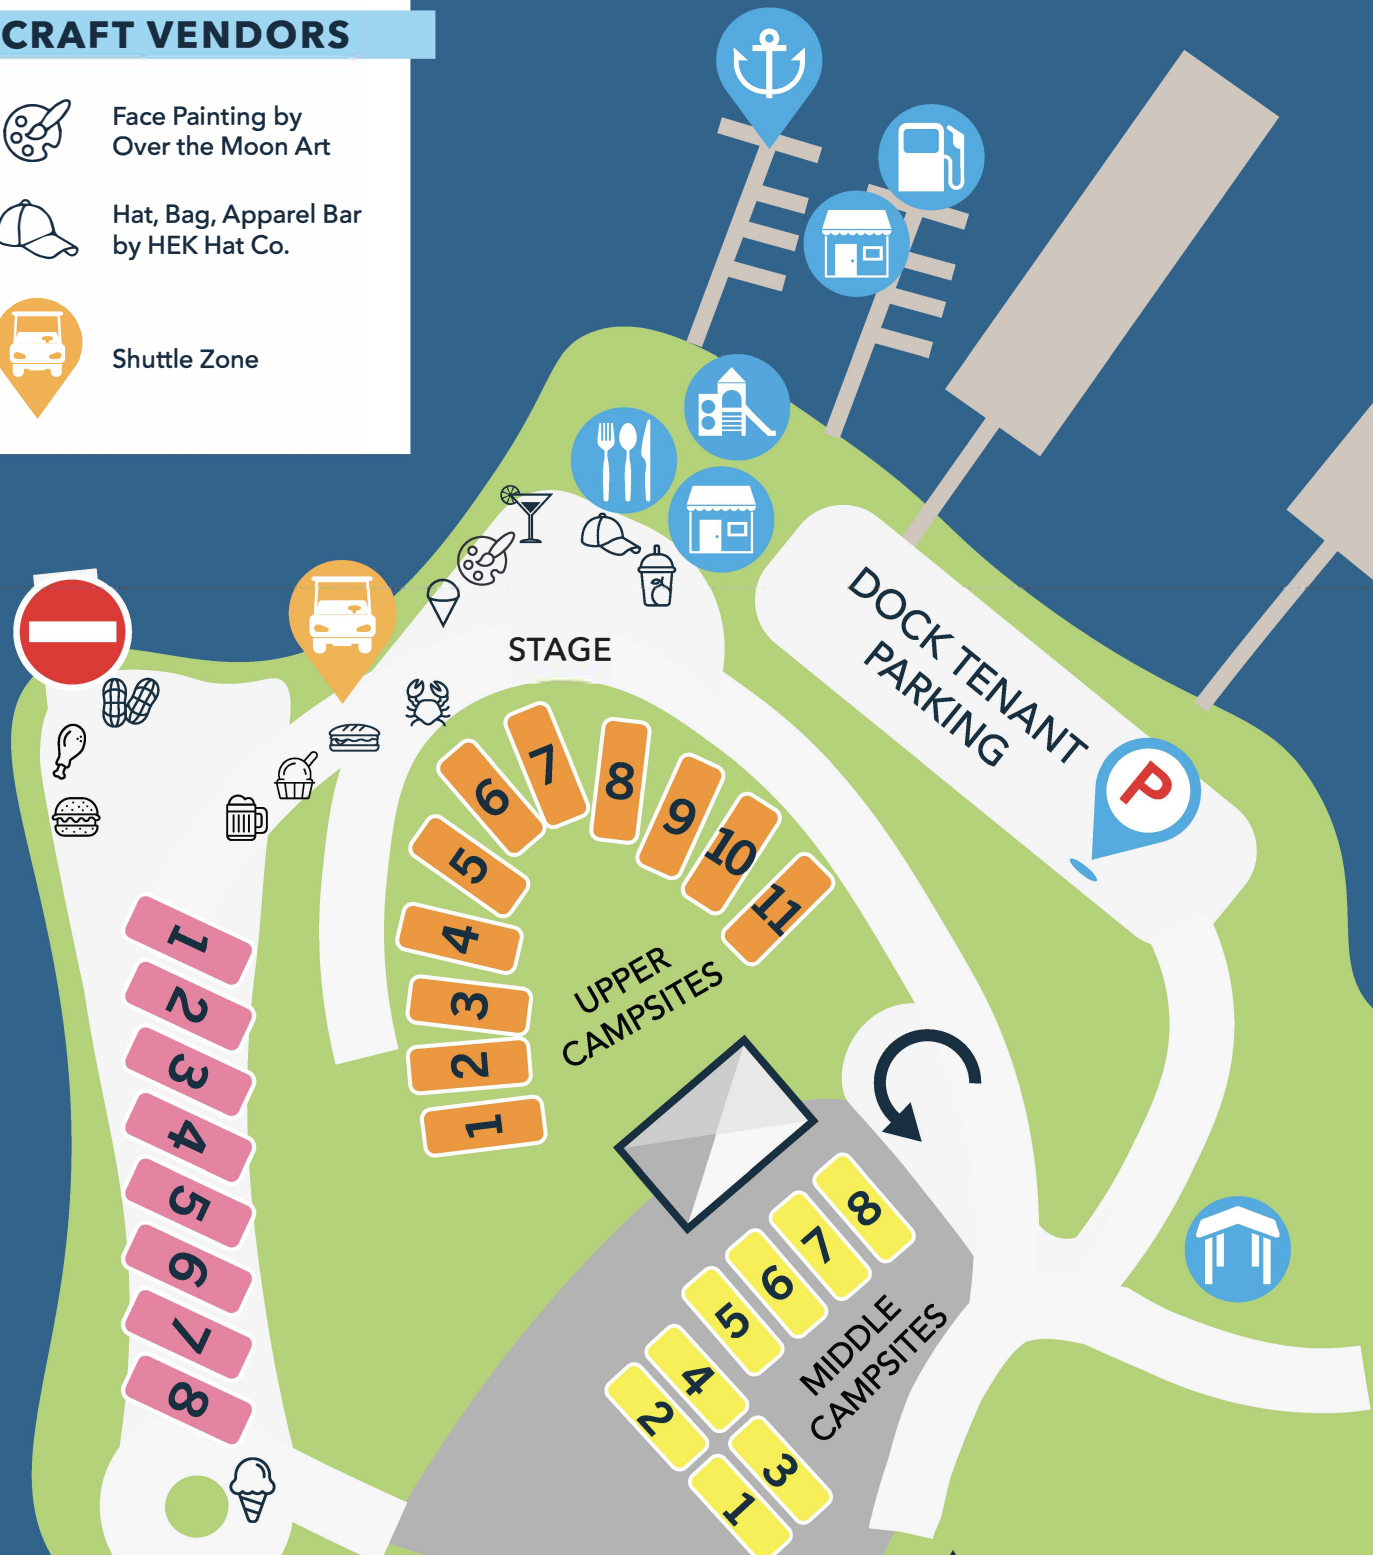 CRAFT VENDORS
Face Painting by
Over the Moon Art
Hat, Bag, Apparel Bar
by HEK Hat Co.
Shuttle Zone
STAGE
DOCK TENANT
PARKING
P
7
8
6
9
10
5
11
4
3
2
1
UPPER
CAMPSITES
1
2
3
4
5
6
7
8
8
7
6
5
4
2
3
1
MIDDLE
CAMPSITES